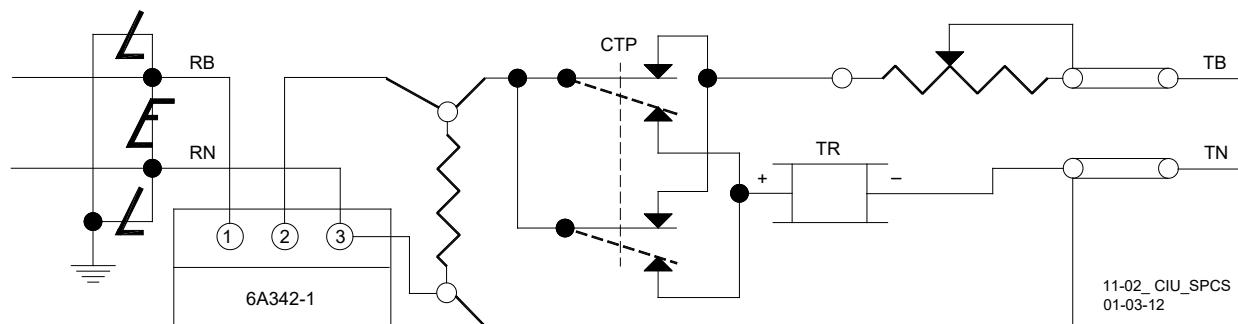 CTP
RB
TB
RN
TR
TN
+
–
1
2
3
6A342-1
11-02_ CIU_SPCS
01-03-12